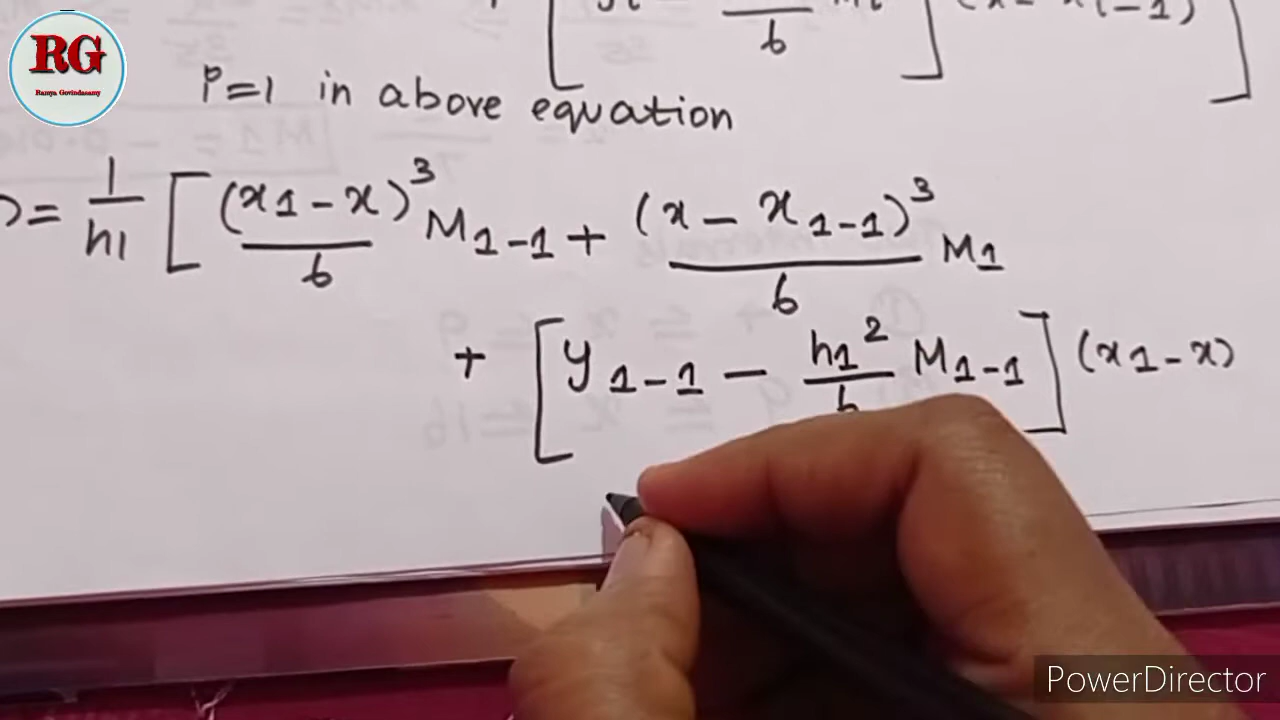 RG
Ramya Govindasamy
6
P=1 in above equation
) = 1/h1 [ (x1-x)^3/6 M1-1 + (x - x1-1)^3/6 M1
+ [ y1-1 - h1^2/6 M1-1 ] (x1-x)
PowerDirector